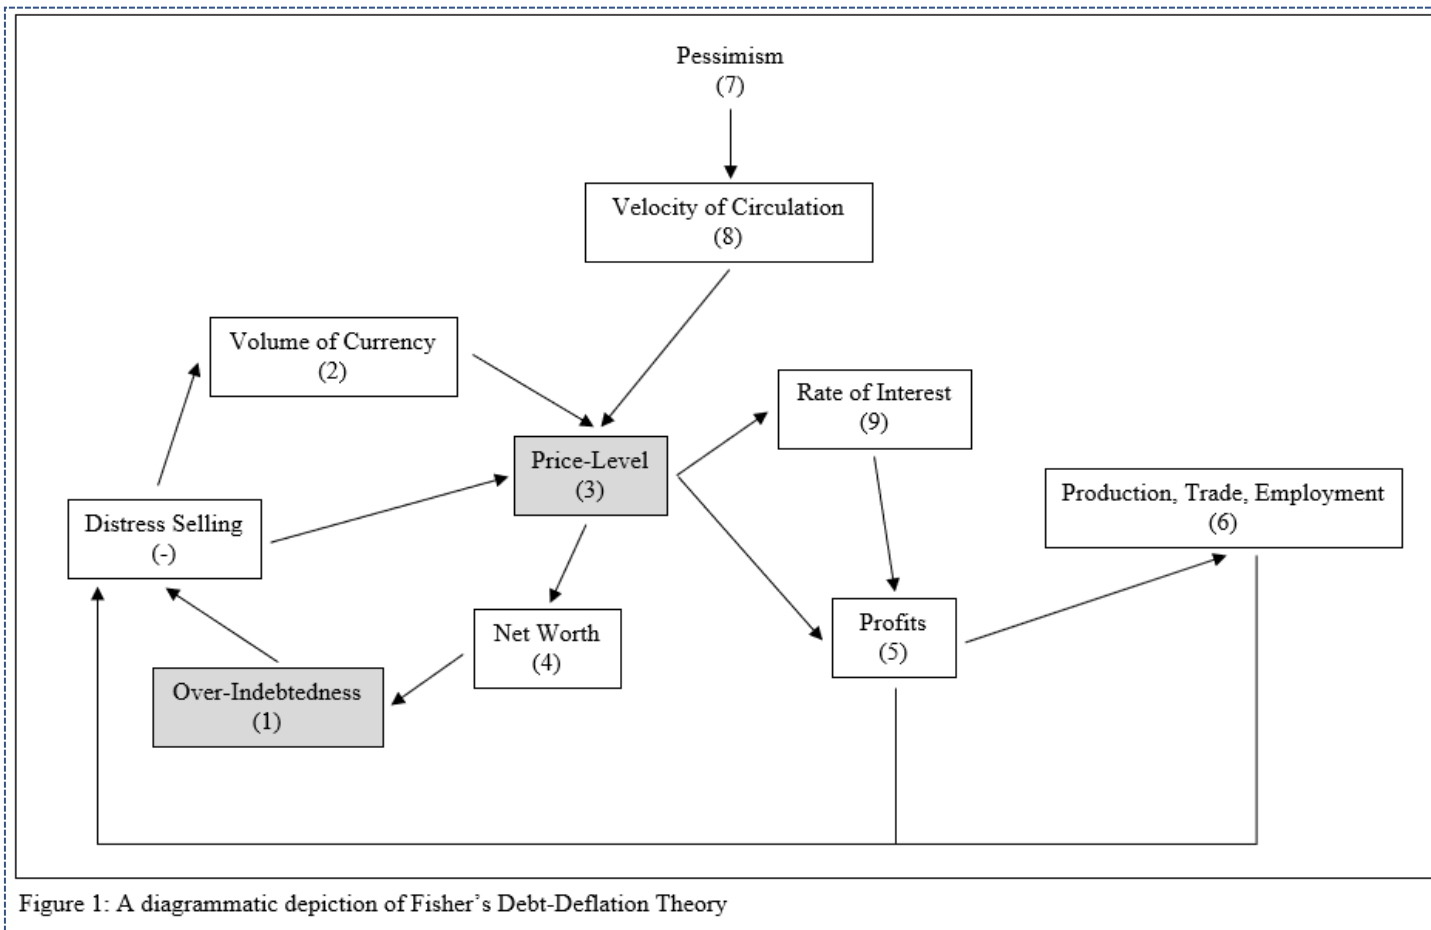 Pessimism
(7)
Velocity of Circulation
(8)
Volume of Currency
(2)
Rate of Interest
(9)
Price-Level
(3)
Production, Trade, Employment
(6)
Distress Selling
(-)
Net Worth
(4)
Profits
(5)
Over-Indebtedness
(1)
Figure 1: A diagrammatic depiction of Fisher’s Debt-Deflation Theory